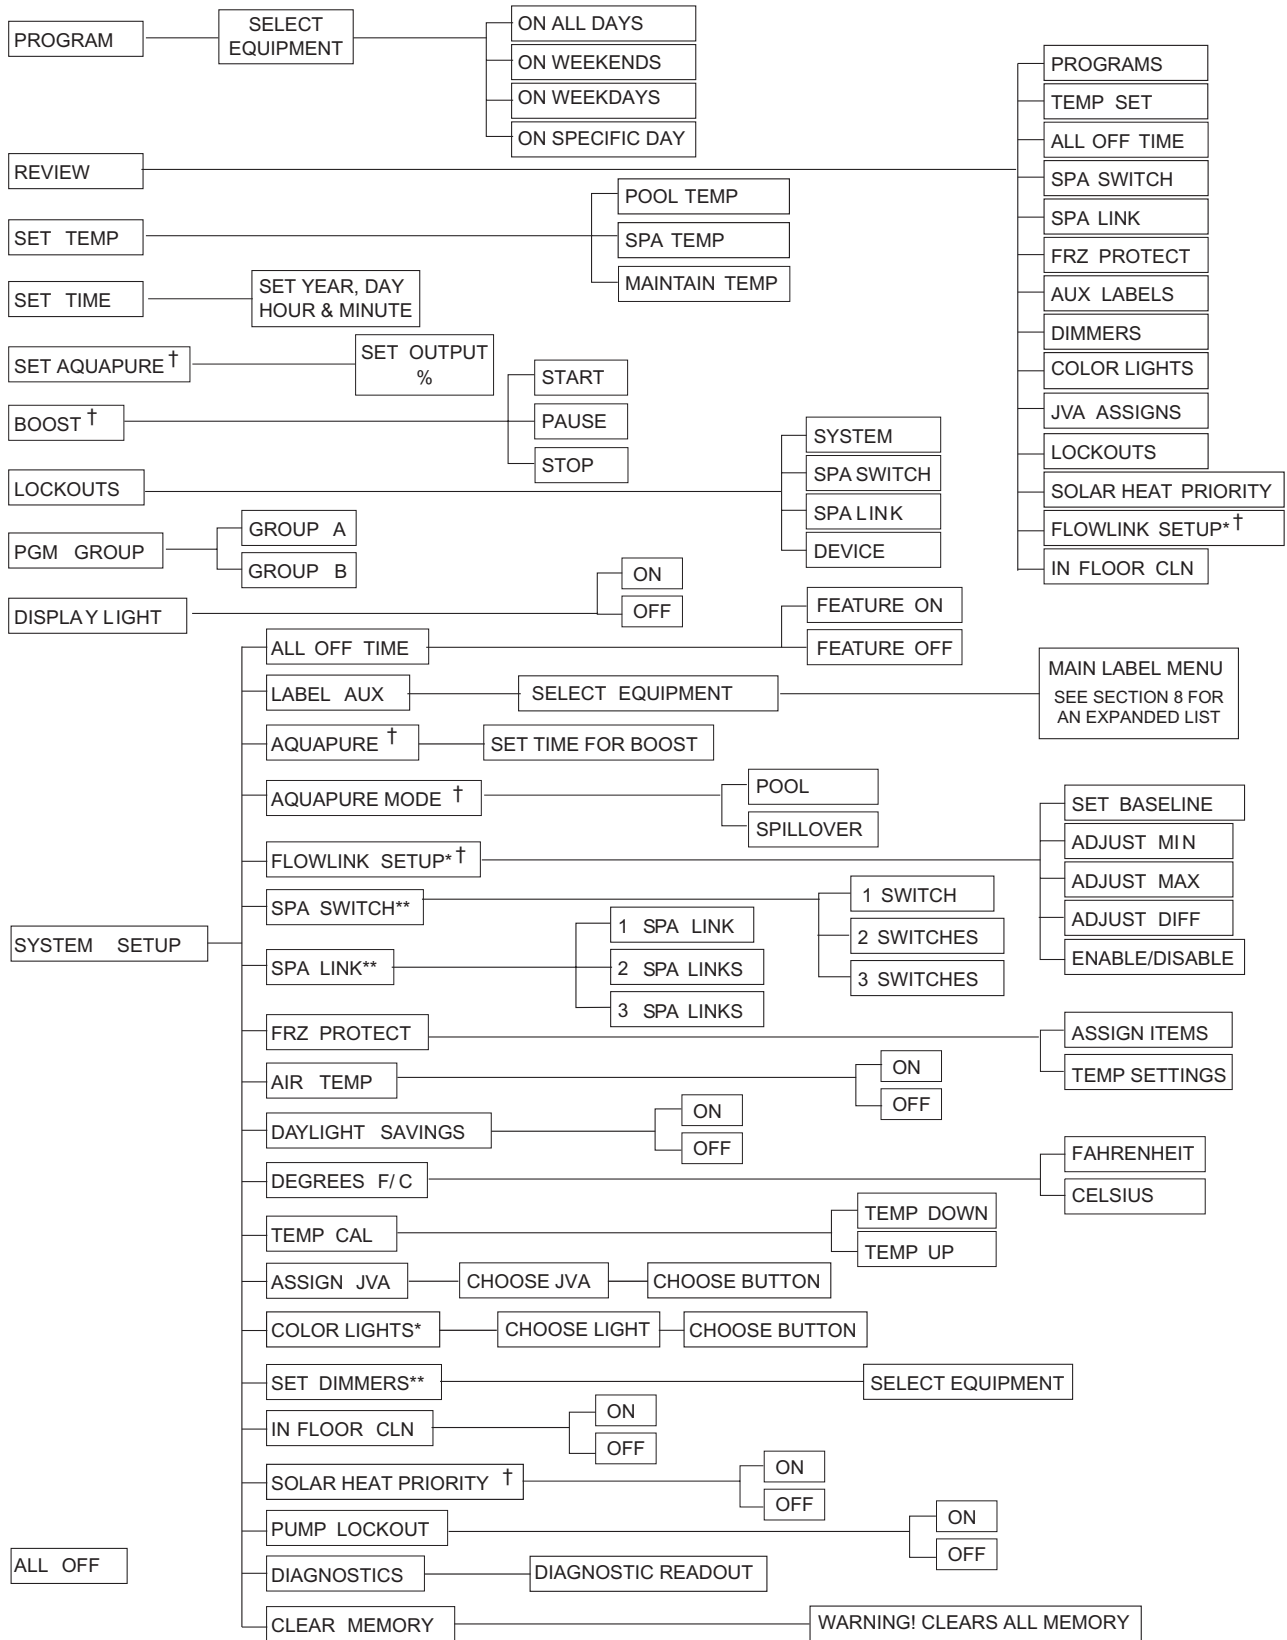 PROGRAM
SELECT
EQUIPMENT
ON ALL DAYS
ON WEEKENDS
ON WEEKDAYS
ON SPECIFIC DAY
REVIEW
PROGRAMS
TEMP SET
ALL OFF TIME
SPA SWITCH
SPA LINK
FRZ PROTECT
AUX LABELS
DIMMERS
COLOR LIGHTS
JVA ASSIGNS
LOCKOUTS
SOLAR HEAT PRIORITY
FLOWLINK SETUP*†
IN FLOOR CLN
SET TEMP
POOL TEMP
SPA TEMP
MAINTAIN TEMP
SET TIME
SET YEAR, DAY
HOUR & MINUTE
SET AQUAPURE †
SET OUTPUT
%
BOOST †
START
PAUSE
STOP
LOCKOUTS
SYSTEM
SPA SWITCH
SPA LINK
DEVICE
PGM GROUP
GROUP A
GROUP B
DISPLAY LIGHT
ON
OFF
SYSTEM SETUP
ALL OFF TIME
FEATURE ON
FEATURE OFF
LABEL AUX
SELECT EQUIPMENT
MAIN LABEL MENU
SEE SECTION 8 FOR
AN EXPANDED LIST
AQUAPURE †
SET TIME FOR BOOST
AQUAPURE MODE †
POOL
SPILLOVER
FLOWLINK SETUP*†
SET BASELINE
ADJUST MIN
ADJUST MAX
ADJUST DIFF
ENABLE/DISABLE
SPA SWITCH**
1 SWITCH
2 SWITCHES
3 SWITCHES
SPA LINK**
1 SPA LINK
2 SPA LINKS
3 SPA LINKS
FRZ PROTECT
ASSIGN ITEMS
TEMP SETTINGS
AIR TEMP
ON
OFF
DAYLIGHT SAVINGS
ON
OFF
DEGREES F/C
FAHRENHEIT
CELSIUS
TEMP CAL
TEMP DOWN
TEMP UP
ASSIGN JVA
CHOOSE JVA
CHOOSE BUTTON
COLOR LIGHTS*
CHOOSE LIGHT
CHOOSE BUTTON
SET DIMMERS**
SELECT EQUIPMENT
IN FLOOR CLN
ON
OFF
SOLAR HEAT PRIORITY †
ON
OFF
PUMP LOCKOUT
ON
OFF
DIAGNOSTICS
DIAGNOSTIC READOUT
CLEAR MEMORY
WARNING! CLEARS ALL MEMORY
ALL OFF